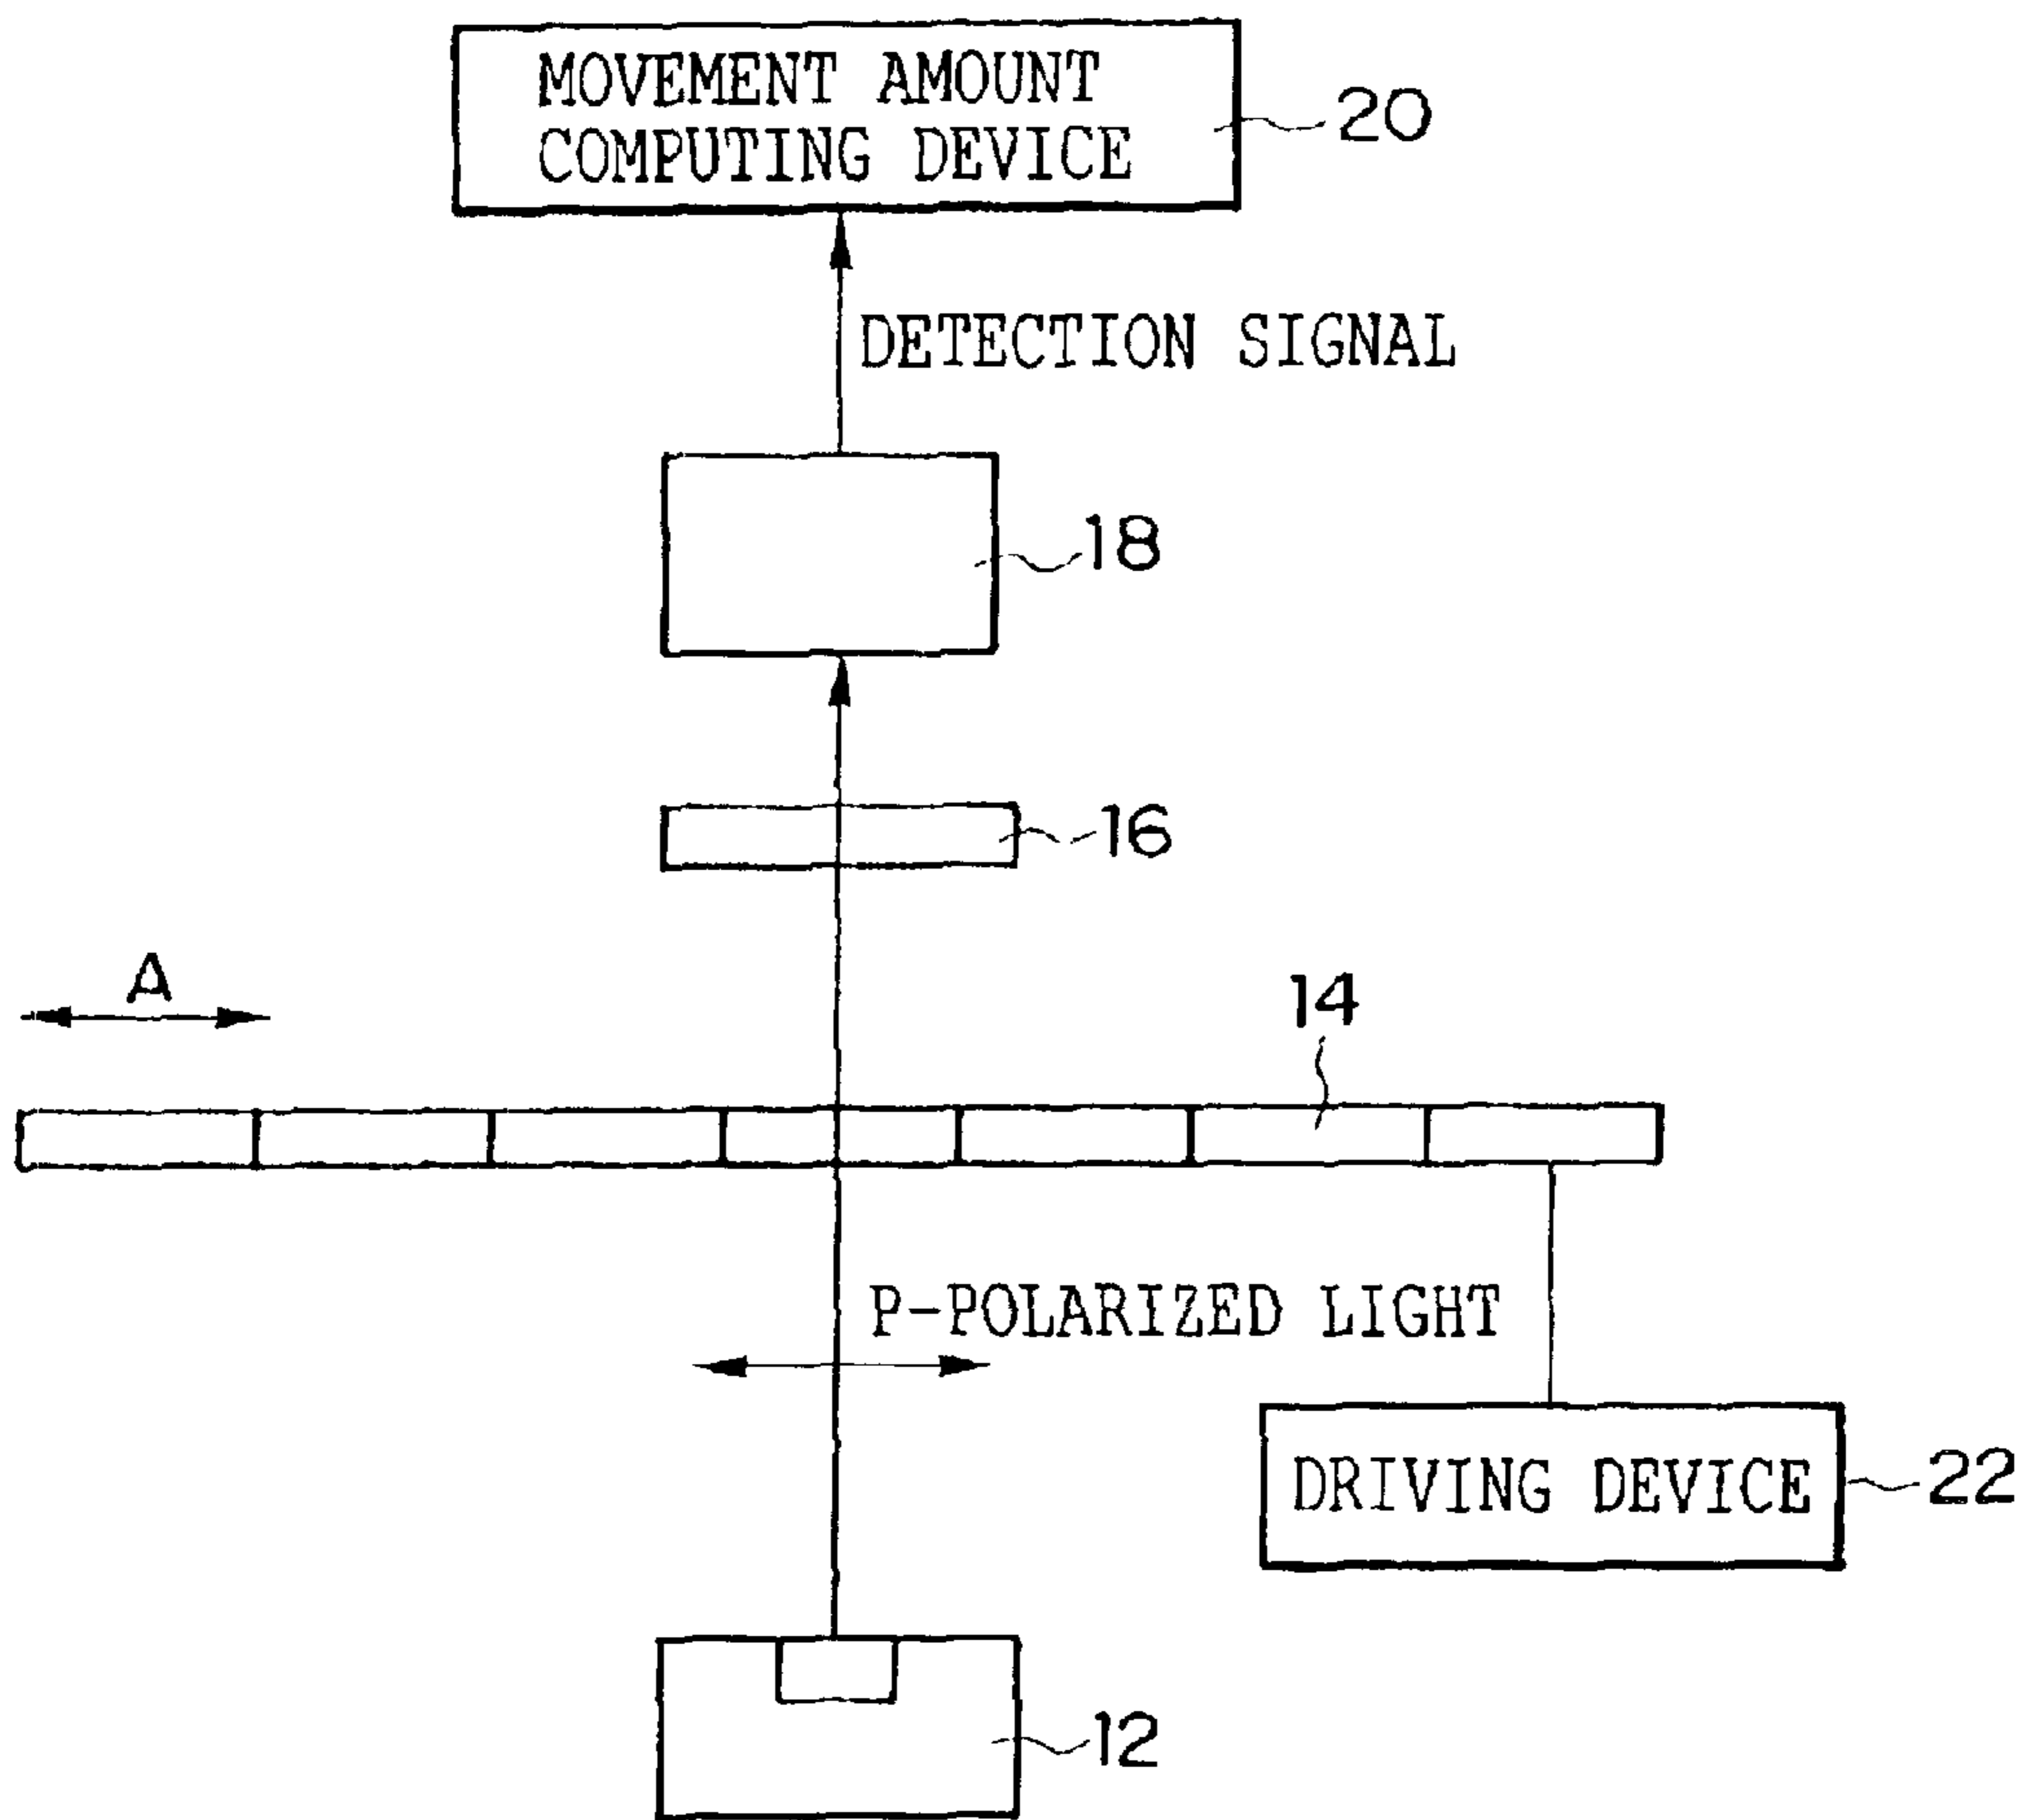 MOVEMENT AMOUNT
COMPUTING DEVICE
20
DETECTION SIGNAL
18
16
A
14
P-POLARIZED LIGHT
DRIVING DEVICE
22
12